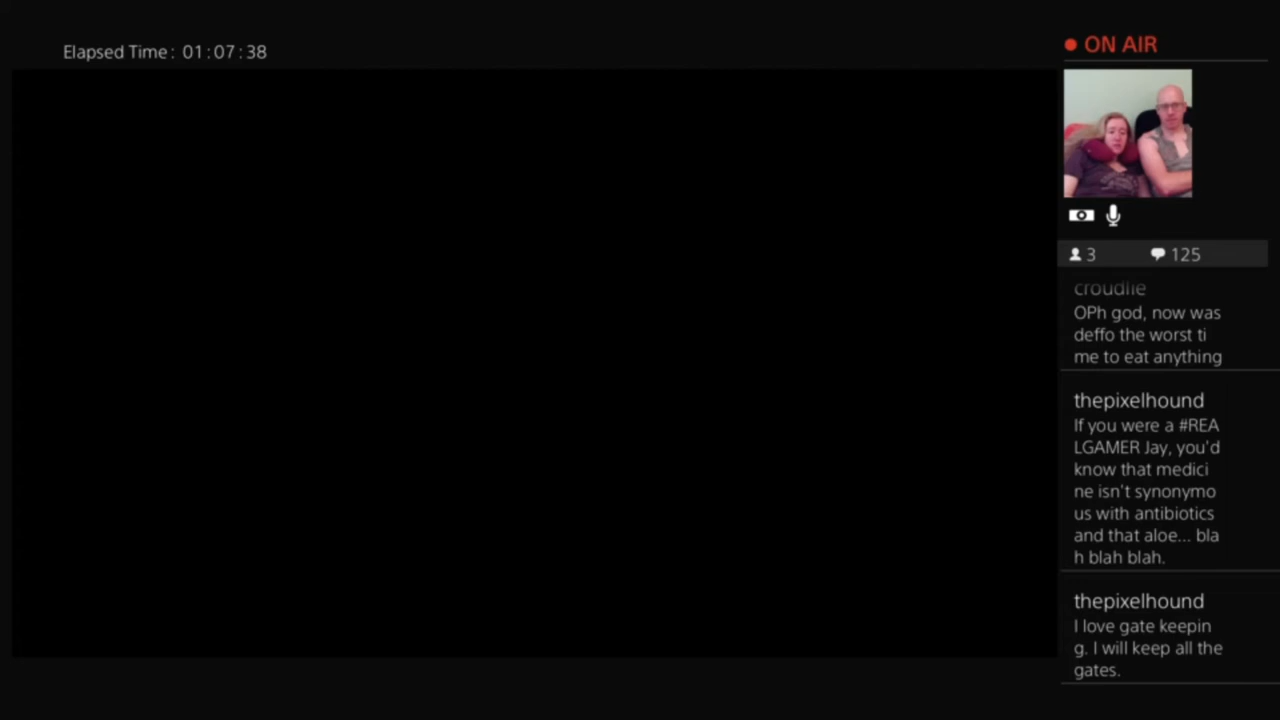 Elapsed Time: 01:07:38
ON AIR
3 125
croudlie
OPh god, now was
deffo the worst ti
me to eat anything
thepixelhound
If you were a #REA
LGAMER Jay, you'd
know that medici
ne isn't synonymo
us with antibiotics
and that aloe... bla
h blah blah.
thepixelhound
I love gate keepin
g. I will keep all the
gates.